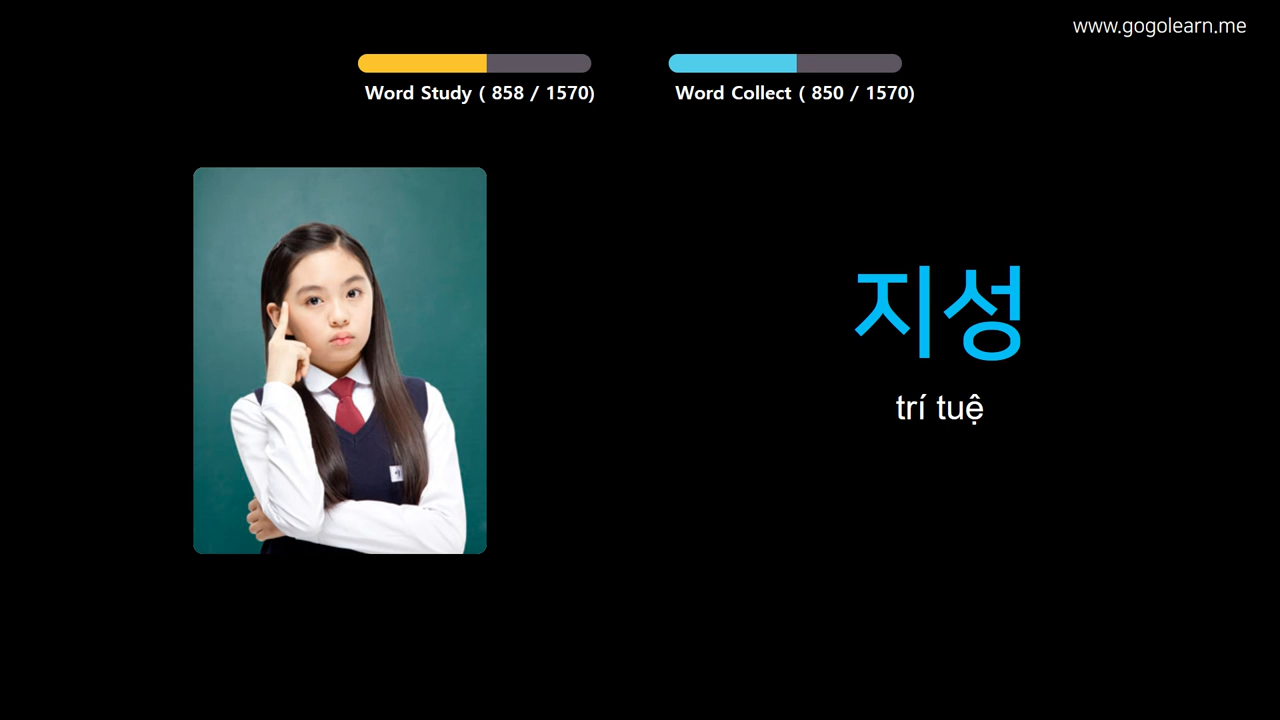 www.gogolearn.me
Word Study ( 858 / 1570)
Word Collect ( 850 / 1570)
지성
trí tuệ